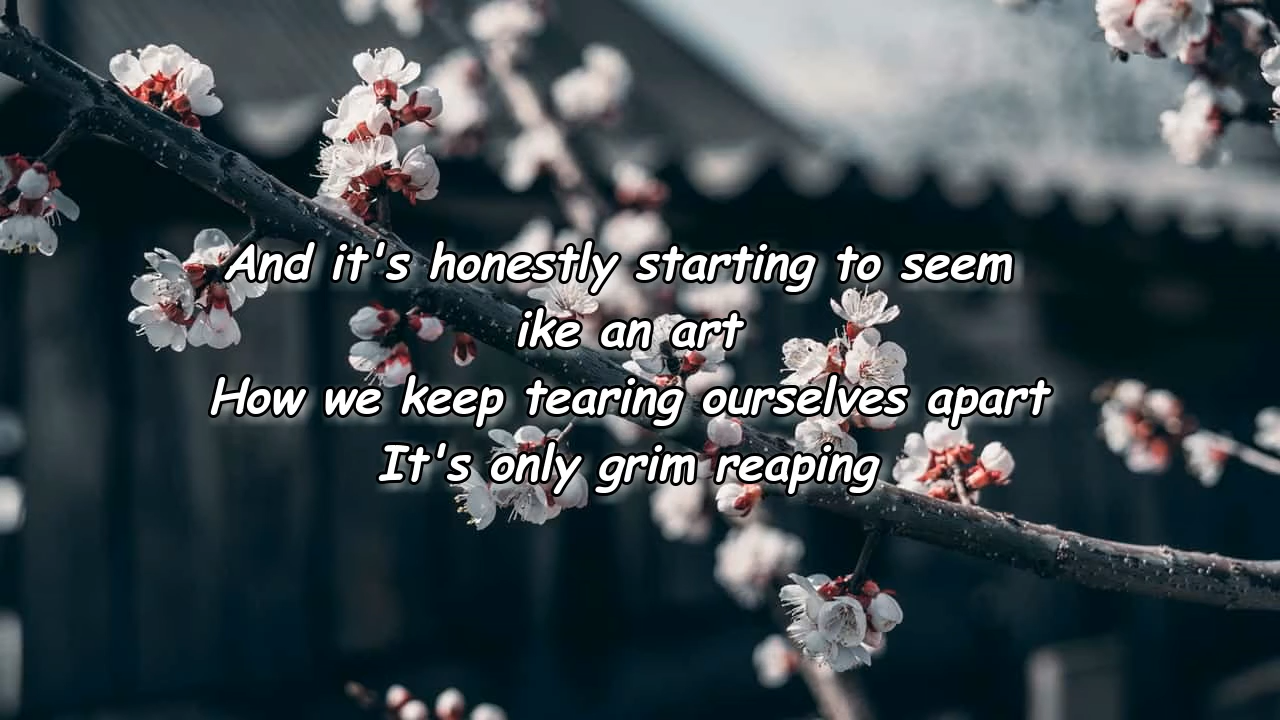 And it's honestly starting to seem
ike an art
How we keep tearing ourselves apart
It's only grim reaping